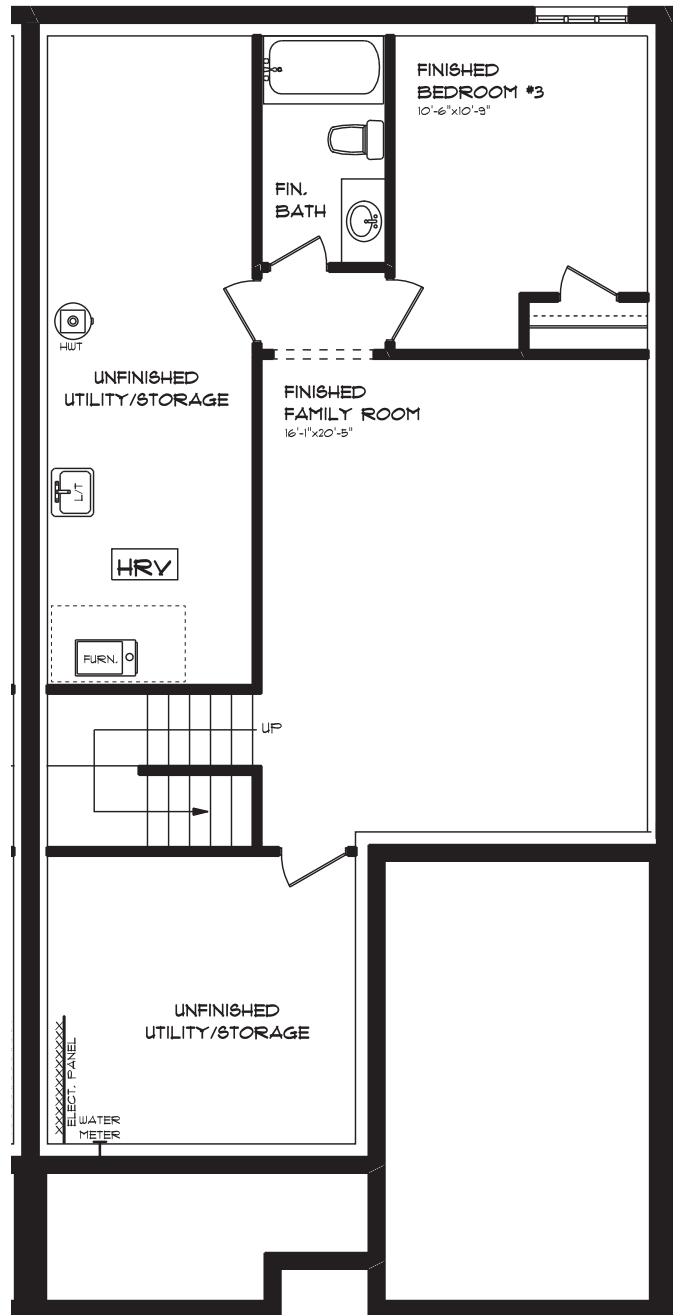 FINISHED
BEDROOM #3
10'-6"x10'-9"
FIN.
BATH
HWT
UNFINISHED
UTILITY/STORAGE
FINISHED
FAMILY ROOM
16'-1"x20'-5"
L/T
HRV
FURN.
UP
UNFINISHED
UTILITY/STORAGE
ELECT. PANEL
WATER
METER